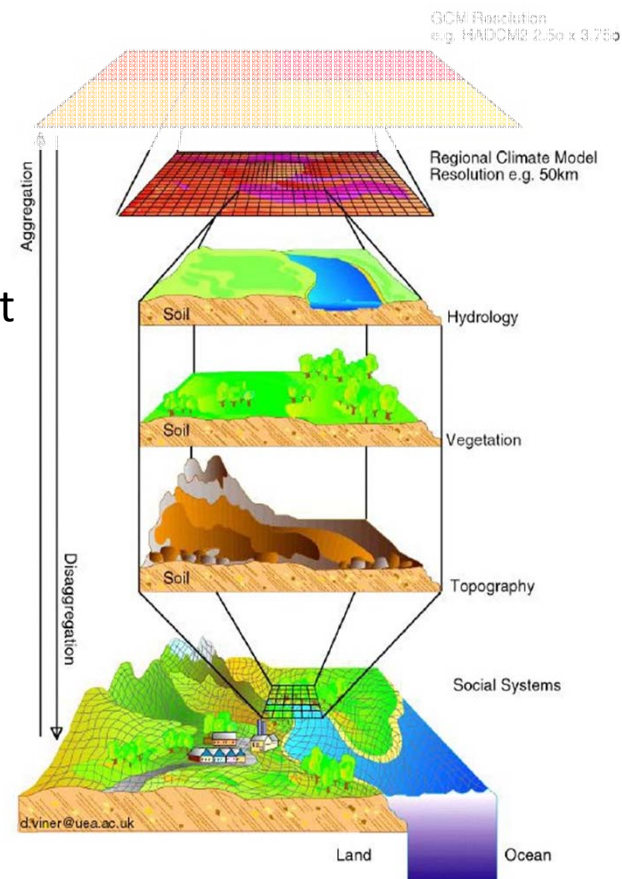 GCM Resolution
e.g. HADCM2 2.5o x 3.75o
Regional Climate Model
Resolution e.g. 50km
Aggregation
t
Soil
Hydrology
Soil
Vegetation
Soil
Topography
Disaggregation
Social Systems
d.viner@uea.ac.uk
Land
Ocean